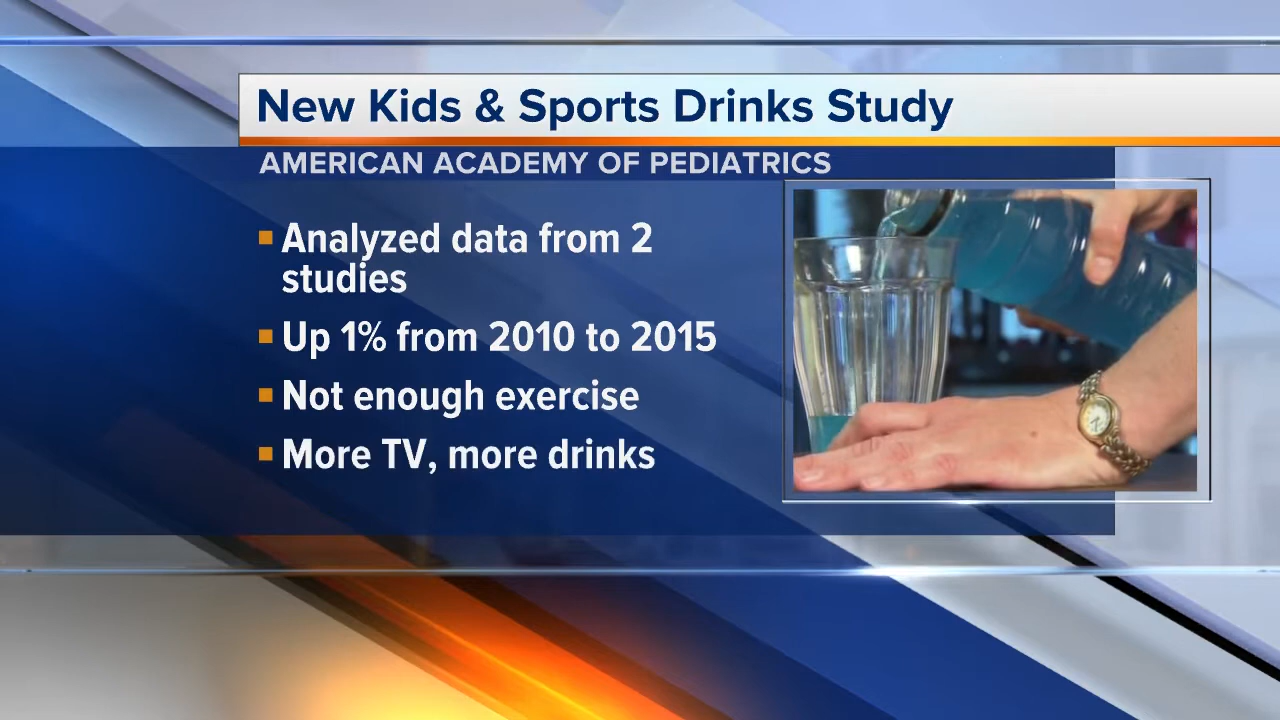 New Kids & Sports Drinks Study
AMERICAN ACADEMY OF PEDIATRICS
Analyzed data from 2
studies
Up 1% from 2010 to 2015
Not enough exercise
More TV, more drinks